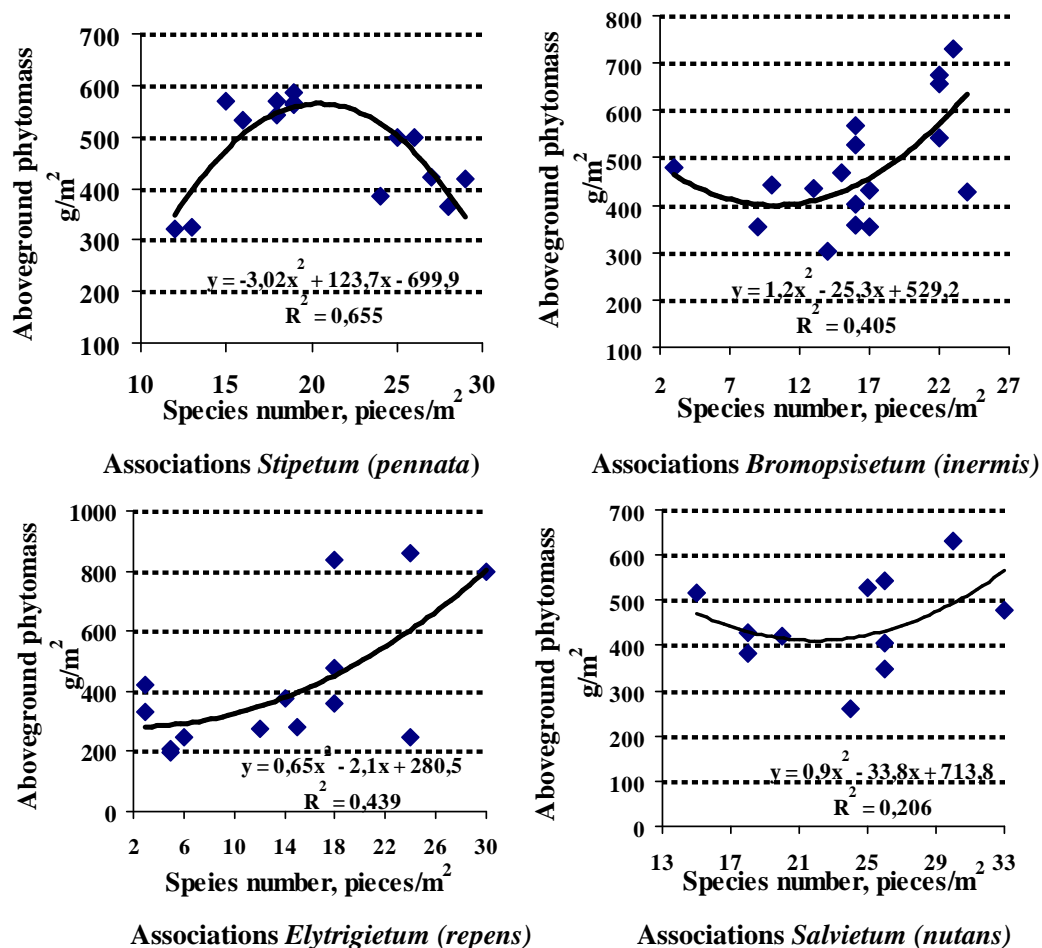 Aboveground phytomass
g/m2
700
600
500
400
300
200
100
y = -3,02x2 + 123,7x - 699,9
R2 = 0,655
10 15 20 25 30
Species number, pieces/m2
Associations Stipetum (pennata)
Aboveground phytomass
g/m2
800
700
600
500
400
300
200
100
y = 1,2x2 - 25,3x + 529,2
R2 = 0,405
2 7 12 17 22 27
Species number, pieces/m2
Associations Bromopsisetum (inermis)
Aboveground phytomass
g/m2
1000
800
600
400
200
0
y = 0,65x2 - 2,1x + 280,5
R2 = 0,439
2 6 10 14 18 22 26 30
Speies number, pieces/m2
Associations Elytrigietum (repens)
Aboveground phytomass
g/m2
700
600
500
400
300
200
100
0
y = 0,9x2 - 33,8x + 713,8
R2 = 0,206
13 17 21 25 29 33
Species number, pieces/m2
Associations Salvietum (nutans)